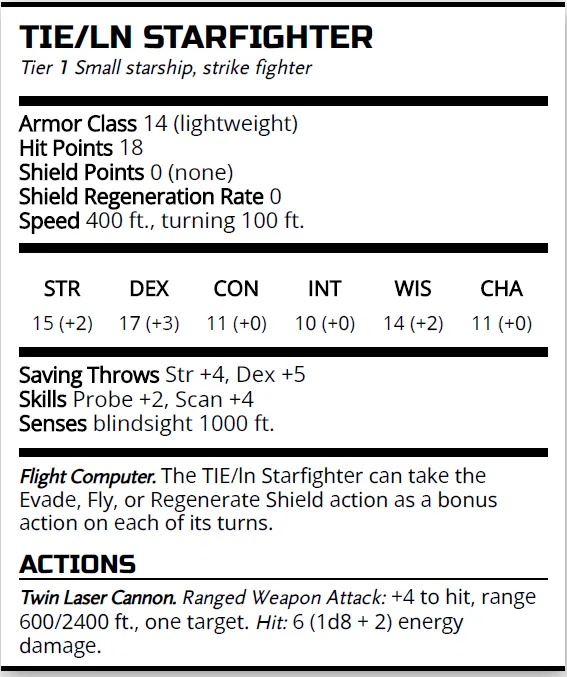 TIE/LN STARFIGHTER
Tier 1 Small starship, strike fighter
Armor Class 14 (lightweight)
Hit Points 18
Shield Points 0 (none)
Shield Regeneration Rate 0
Speed 400 ft., turning 100 ft.
STR DEX CON INT WIS CHA
15 (+2) 17 (+3) 11 (+0) 10 (+0) 14 (+2) 11 (+0)
Saving Throws Str +4, Dex +5
Skills Probe +2, Scan +4
Senses blindsight 1000 ft.
Flight Computer. The TIE/ln Starfighter can take the
Evade, Fly, or Regenerate Shield action as a bonus
action on each of its turns.
ACTIONS
Twin Laser Cannon. Ranged Weapon Attack: +4 to hit, range
600/2400 ft., one target. Hit: 6 (1d8 + 2) energy
damage.